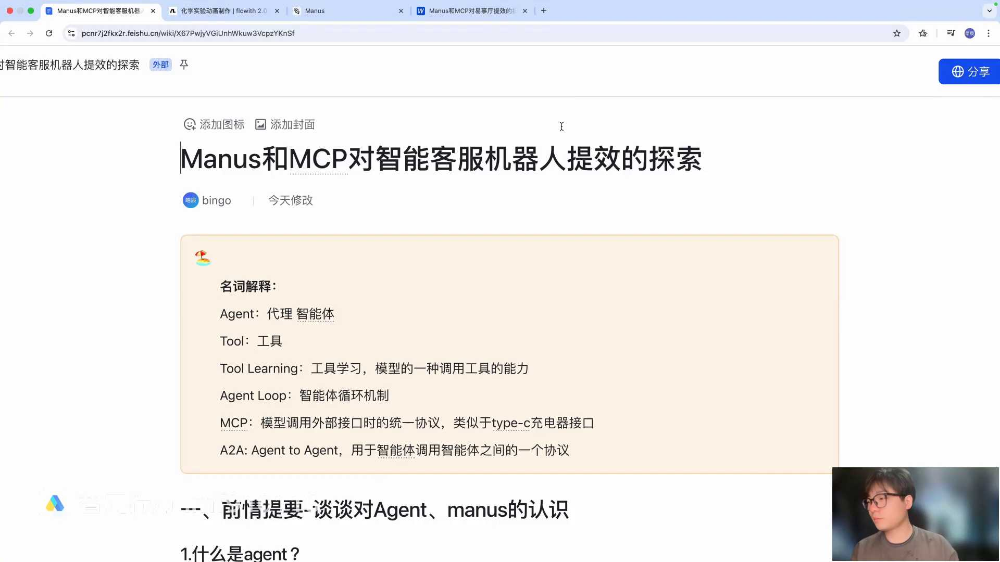 Manus和MCP对智能客服机器人
化学实验动画制作 | flowith 2.0
Manus
Manus和MCP对易事厅提效的
pcnr7j2fkx2r.feishu.cn/wiki/X67PwjyVGiUnhWkuw3VcpzYKnSf
皓辰
对智能客服机器人提效的探索
外部
分享
添加图标 添加封面
Manus和MCP对智能客服机器人提效的探索
皓辰 bingo 今天修改
名词解释：
Agent：代理 智能体
Tool：工具
Tool Learning：工具学习，模型的一种调用工具的能力
Agent Loop：智能体循环机制
MCP：模型调用外部接口时的统一协议，类似于type-c充电器接口
A2A: Agent to Agent，用于智能体调用智能体之间的一个协议
一、前情提要-谈谈对Agent、manus的认识
1.什么是agent？